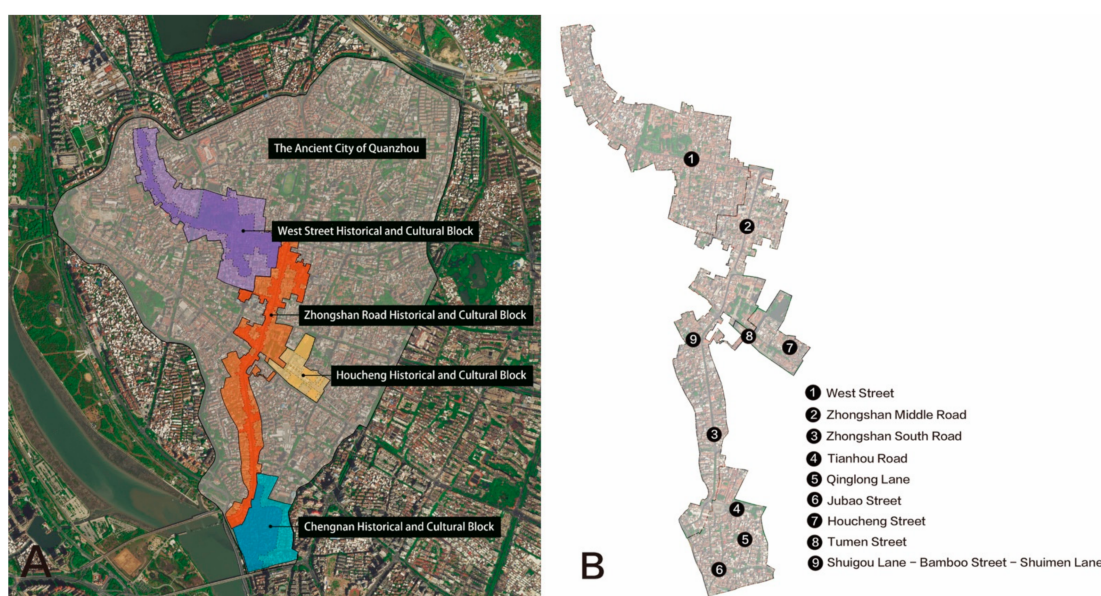 The Ancient City of Quanzhou
West Street Historical and Cultural Block
Zhongshan Road Historical and Cultural Block
Houcheng Historical and Cultural Block
Chengnan Historical and Cultural Block
A
1
2
9
8
7
3
4
5
6
1 West Street
2 Zhongshan Middle Road
3 Zhongshan South Road
4 Tianhou Road
5 Qinglong Lane
6 Jubao Street
7 Houcheng Street
8 Tumen Street
9 Shuigou Lane – Bamboo Street – Shuimen Lane
B